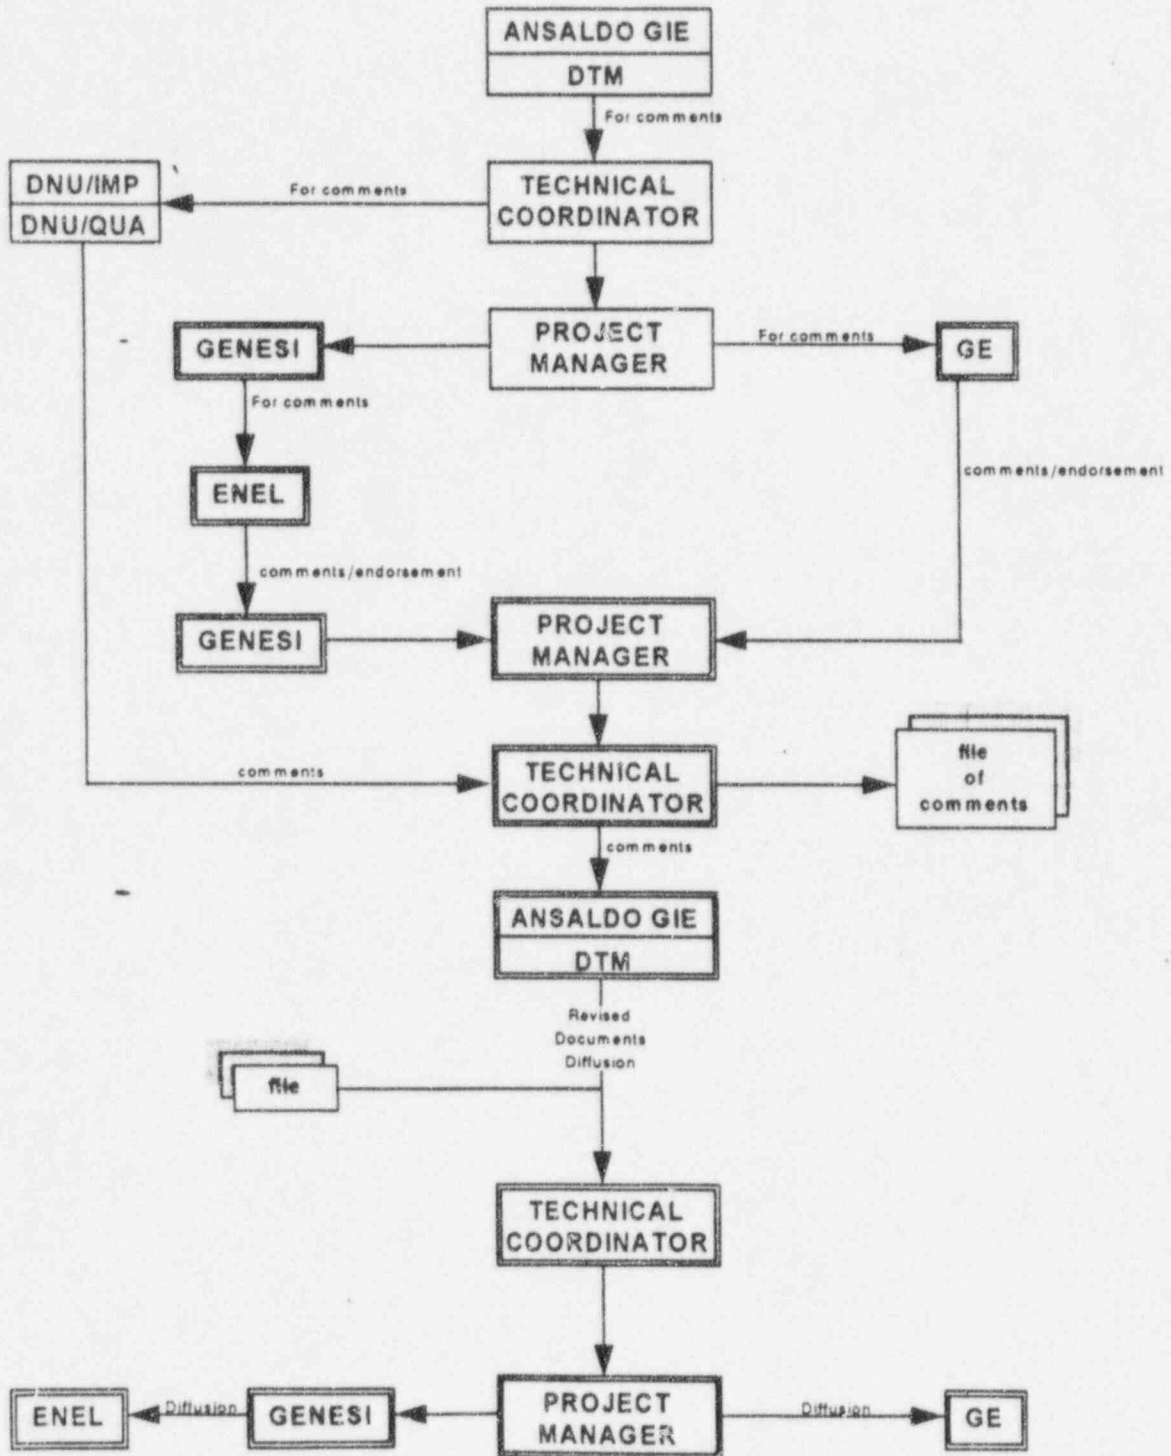 ANSALDO GIE
DTM
For comments
DNU/IMP
DNU/QUA
For comments
TECHNICAL
COORDINATOR
GENESI
PROJECT
MANAGER
For comments
GE
For comments
ENEL
comments/endorsement
comments/endorsement
GENESI
PROJECT
MANAGER
comments
TECHNICAL
COORDINATOR
file
of
comments
comments
ANSALDO GIE
DTM
Revised
Documents
Diffusion
file
TECHNICAL
COORDINATOR
ENEL
Diffusion
GENESI
PROJECT
MANAGER
Diffusion
GE